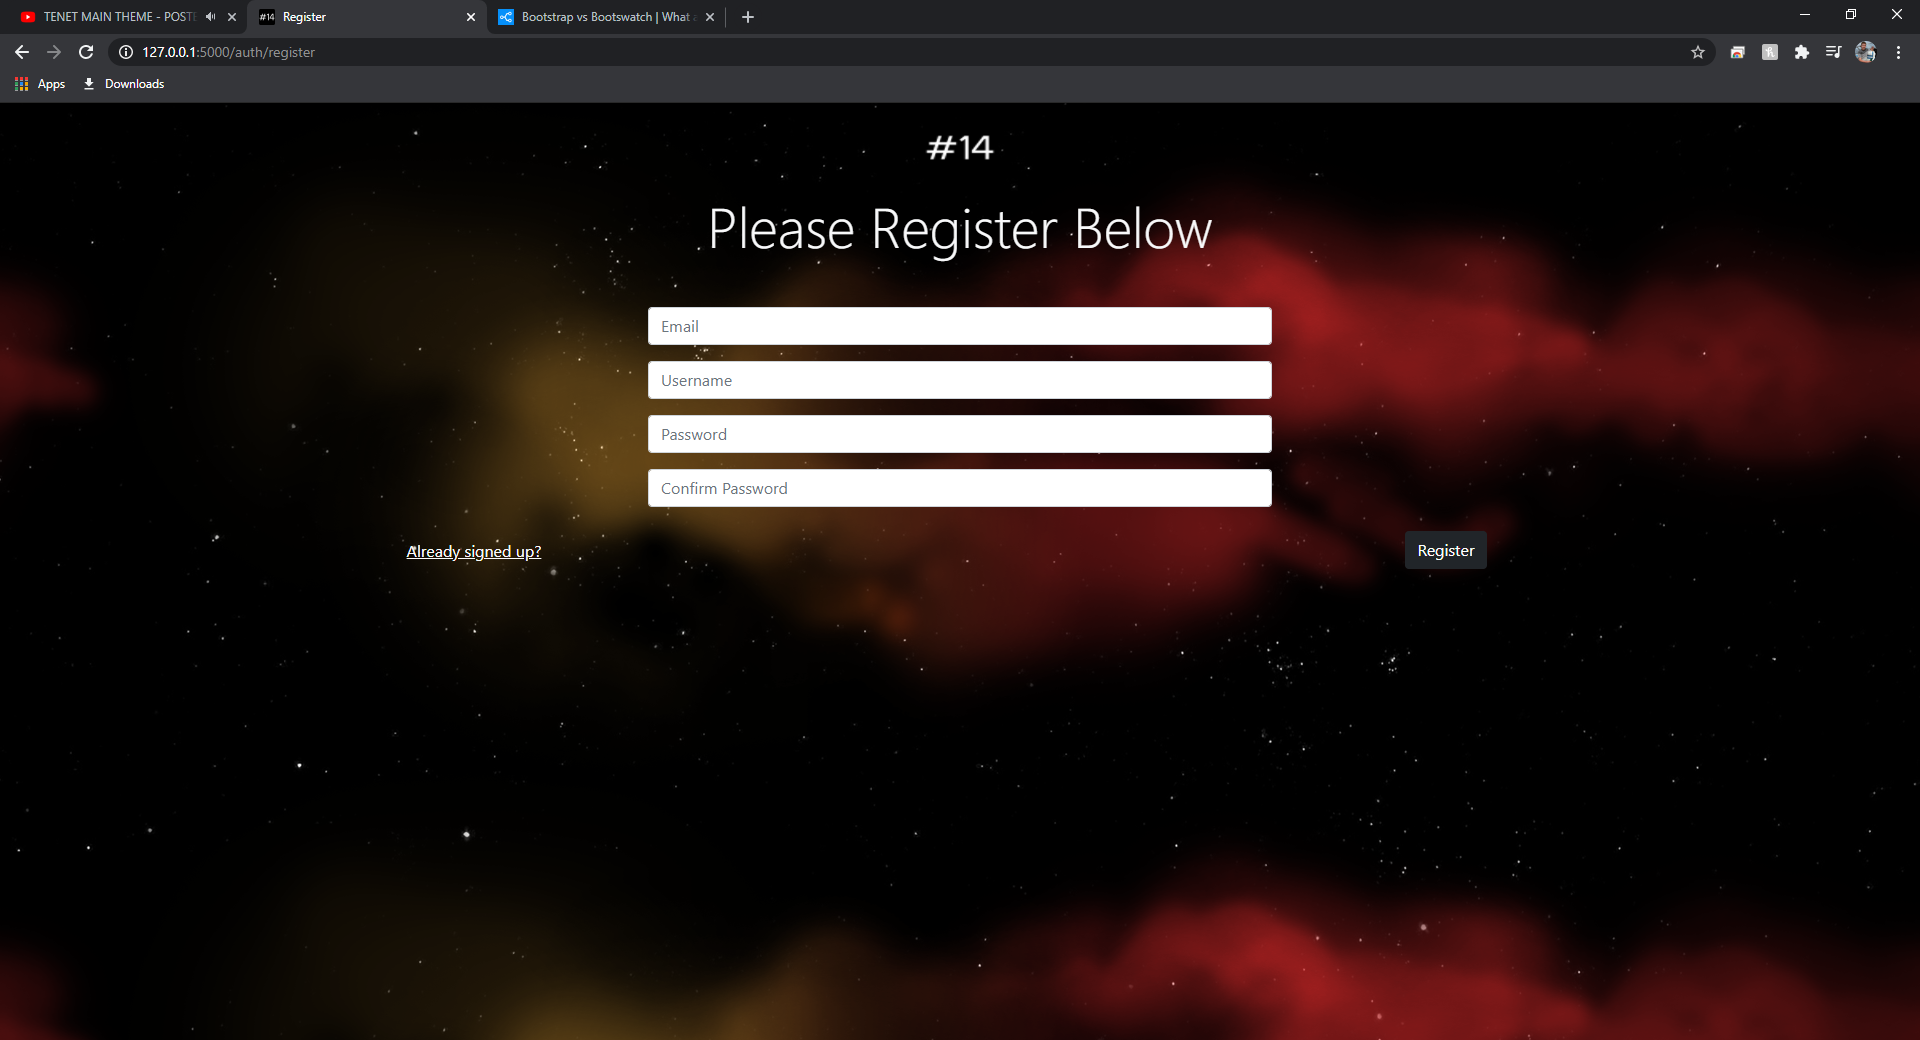 TENET MAIN THEME - POSTE
#14 Register
Bootstrap vs Bootswatch | What a
127.0.0.1:5000/auth/register
Apps
Downloads
#14
Please Register Below
Email
Username
Password
Confirm Password
Already signed up?
Register